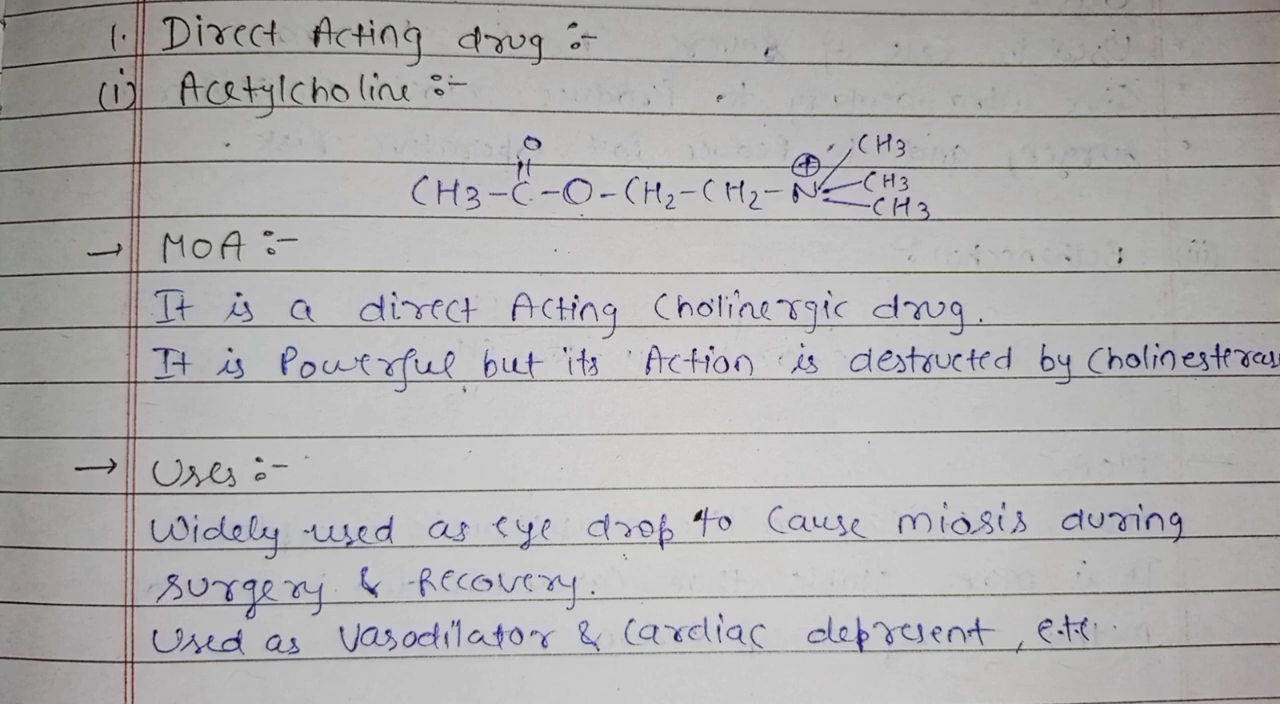 1. Direct Acting drug :-
(i) Acetylcholine :-
O
||
CH3-C-O-CH2-CH2-N⊕ CH3
CH3
CH3
→ MOA :-
It is a direct Acting Cholinergic drug.
It is Powerful but its Action is destructed by Cholinesteras
→ Uses :-
Widely used as eye drop to Cause miosis during
surgery & Recovery.
Used as Vasodilator & Cardiac depresent, etc.